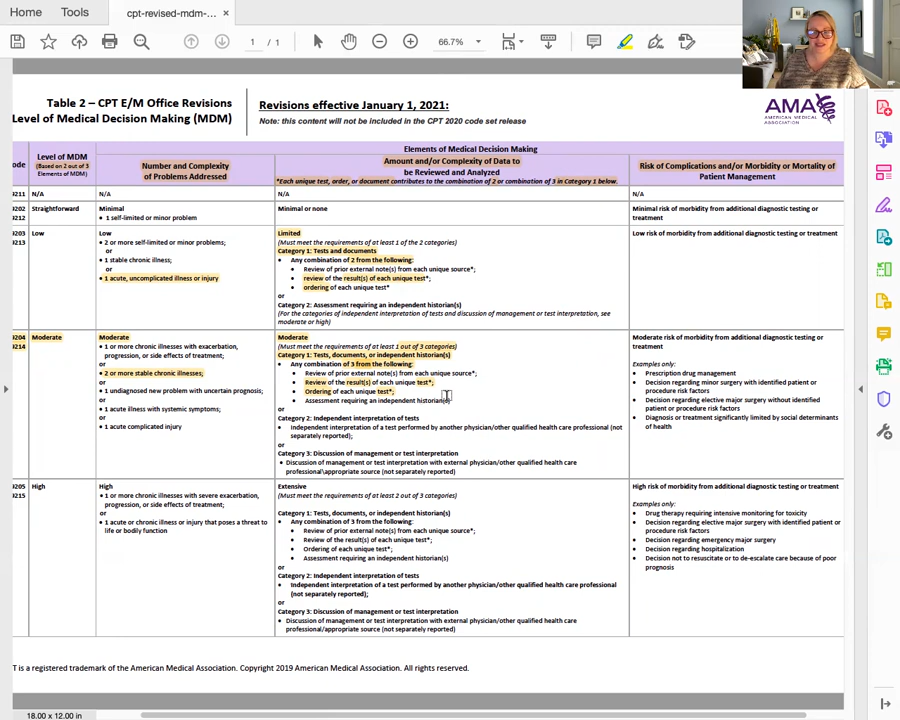 Home Tools cpt-revised-mdm-... ×
1 / 1 66.7%
Table 2 – CPT E/M Office Revisions
Level of Medical Decision Making (MDM)
Revisions effective January 1, 2021:
Note: this content will not be included in the CPT 2020 code set release
AMA
AMERICAN MEDICAL
ASSOCIATION
Elements of Medical Decision Making
ode
Level of MDM
(Based on 2 out of 3
Elements of MDM)
Number and Complexity
of Problems Addressed
Amount and/or Complexity of Data to
be Reviewed and Analyzed
*Each unique test, order, or document contributes to the combination of 2 or combination of 3 in Category 1 below.
Risk of Complications and/or Morbidity or Mortality of
Patient Management
9211 N/A N/A N/A N/A
9202
9212
Straightforward
Minimal
• 1 self-limited or minor problem
Minimal or none
Minimal risk of morbidity from additional diagnostic testing or
treatment
9203
9213
Low
Low
• 2 or more self-limited or minor problems;
or
• 1 stable chronic illness;
or
• 1 acute, uncomplicated illness or injury
Limited
(Must meet the requirements of at least 1 of the 2 categories)
Category 1: Tests and documents
• Any combination of 2 from the following:
• Review of prior external note(s) from each unique source*;
• review of the result(s) of each unique test*;
• ordering of each unique test*
or
Category 2: Assessment requiring an independent historian(s)
(For the categories of independent interpretation of tests and discussion of management or test interpretation, see
moderate or high)
Low risk of morbidity from additional diagnostic testing or treatment
9204
9214
Moderate
Moderate
• 1 or more chronic illnesses with exacerbation,
progression, or side effects of treatment;
or
• 2 or more stable chronic illnesses;
or
• 1 undiagnosed new problem with uncertain prognosis;
or
• 1 acute illness with systemic symptoms;
or
• 1 acute complicated injury
Moderate
(Must meet the requirements of at least 1 out of 3 categories)
Category 1: Tests, documents, or independent historian(s)
• Any combination of 3 from the following:
• Review of prior external note(s) from each unique source*;
• Review of the result(s) of each unique test*;
• Ordering of each unique test*;
• Assessment requiring an independent historian(s)
or
Category 2: Independent interpretation of tests
• Independent interpretation of a test performed by another physician/other qualified health care professional (not
separately reported);
or
Category 3: Discussion of management or test interpretation
• Discussion of management or test interpretation with external physician/other qualified health care
professional\appropriate source (not separately reported)
Moderate risk of morbidity from additional diagnostic testing or
treatment
Examples only:
• Prescription drug management
• Decision regarding minor surgery with identified patient or
procedure risk factors
• Decision regarding elective major surgery without identified
patient or procedure risk factors
• Diagnosis or treatment significantly limited by social determinants
of health
9205
9215
High
High
• 1 or more chronic illnesses with severe exacerbation,
progression, or side effects of treatment;
or
• 1 acute or chronic illness or injury that poses a threat to
life or bodily function
Extensive
(Must meet the requirements of at least 2 out of 3 categories)
Category 1: Tests, documents, or independent historian(s)
• Any combination of 3 from the following:
• Review of prior external note(s) from each unique source*;
• Review of the result(s) of each unique test*;
• Ordering of each unique test*;
• Assessment requiring an independent historian(s)
or
Category 2: Independent interpretation of tests
• Independent interpretation of a test performed by another physician/other qualified health care professional
(not separately reported);
or
Category 3: Discussion of management or test interpretation
• Discussion of management or test interpretation with external physician/other qualified health care
professional/appropriate source (not separately reported)
High risk of morbidity from additional diagnostic testing or treatment
Examples only:
• Drug therapy requiring intensive monitoring for toxicity
• Decision regarding elective major surgery with identified patient or
procedure risk factors
• Decision regarding emergency major surgery
• Decision regarding hospitalization
• Decision not to resuscitate or to de-escalate care because of poor
prognosis
T is a registered trademark of the American Medical Association. Copyright 2019 American Medical Association. All rights reserved.
18.00 x 12.00 in